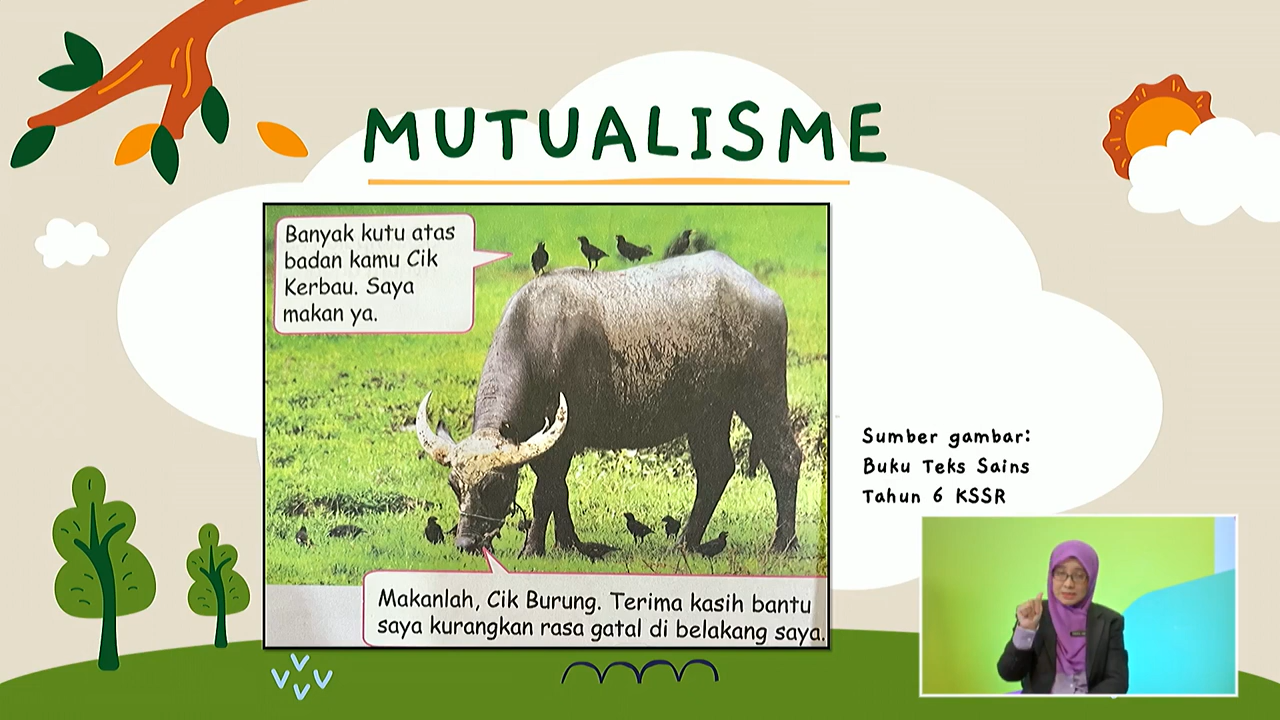 MUTUALISME
Banyak kutu atas
badan kamu Cik
Kerbau. Saya
makan ya.
Sumber gambar:
Buku Teks Sains
Tahun 6 KSSR
Makanlah, Cik Burung. Terima kasih bantu
saya kurangkan rasa gatal di belakang saya.